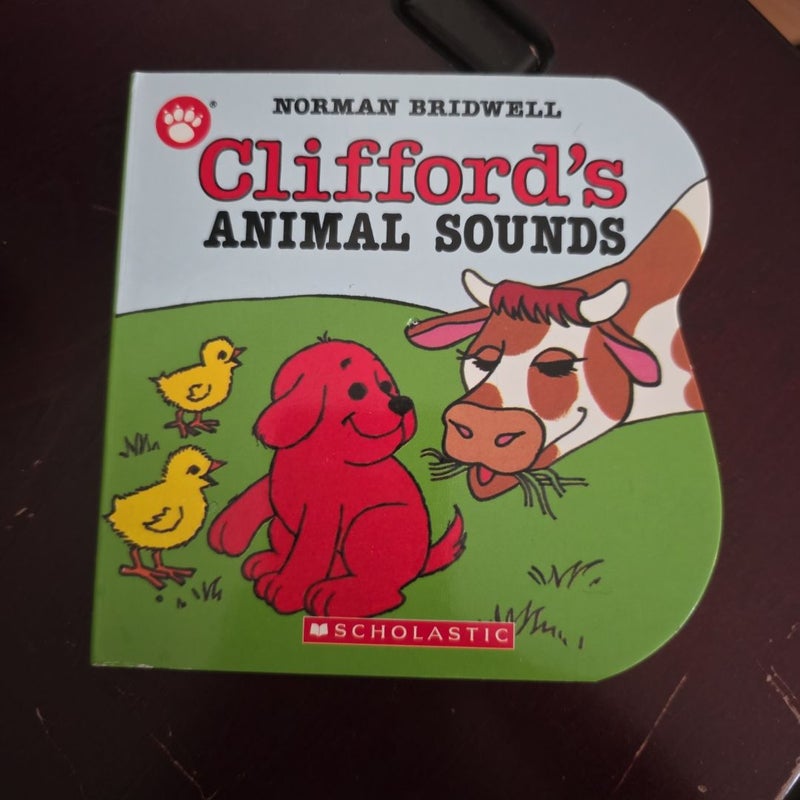 NORMAN BRIDWELL
®
Clifford's
ANIMAL SOUNDS
SCHOLASTIC